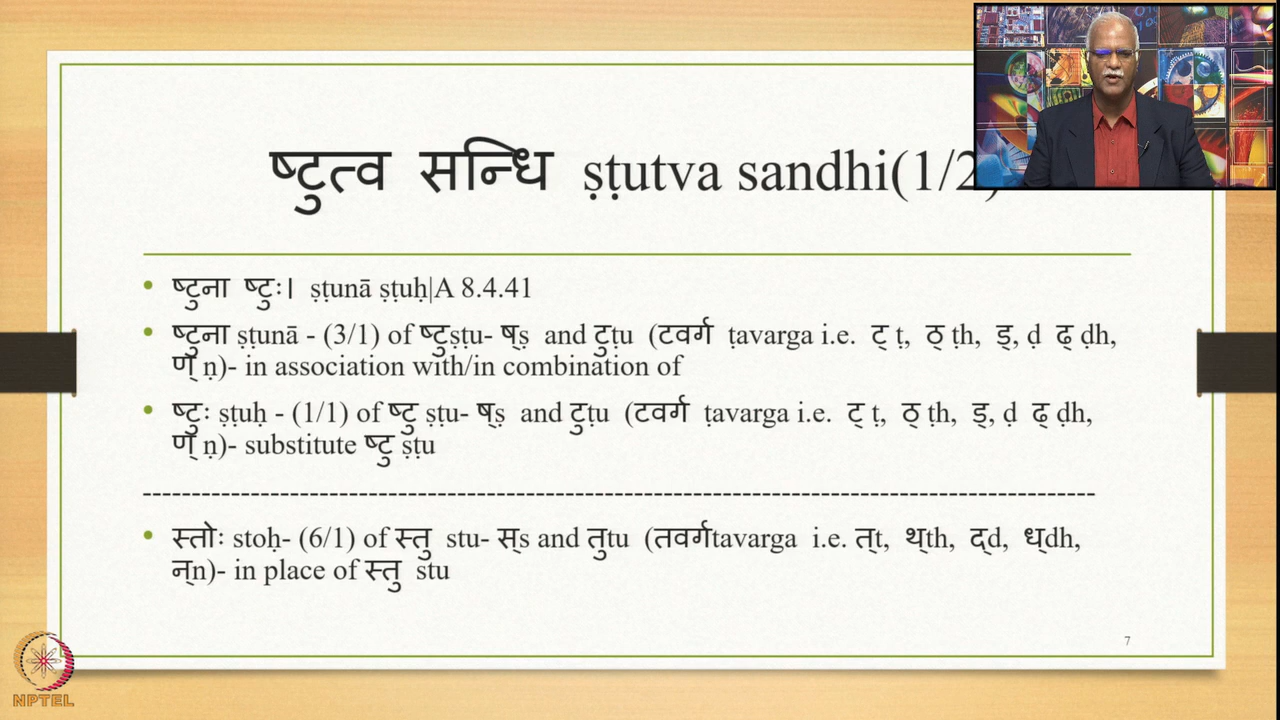 ष्टुत्व सन्धि ṣṭutva sandhi(1/2)
ष्टुना ष्टुः। ṣṭunā ṣṭuḥ|A 8.4.41
ष्टुना ṣṭunā - (3/1) of ष्टुṣṭu- ष्ṣ and टुṭu (टवर्ग ṭavarga i.e. ट् ṭ, ठ् ṭh, ड्, ḍ ढ् ḍh,
ण् ṇ)- in association with/in combination of
ष्टुः ṣṭuḥ - (1/1) of ष्टु ṣṭu- ष्ṣ and टुṭu (टवर्ग ṭavarga i.e. ट् ṭ, ठ् ṭh, ड्, ḍ ढ् ḍh,
ण् ṇ)- substitute ष्टु ṣṭu
स्तोः stoḥ- (6/1) of स्तु stu- स्s and तुtu (तवर्गtavarga i.e. त्t, थ्th, द्d, ध्dh,
न्n)- in place of स्तु stu
7
NPTEL